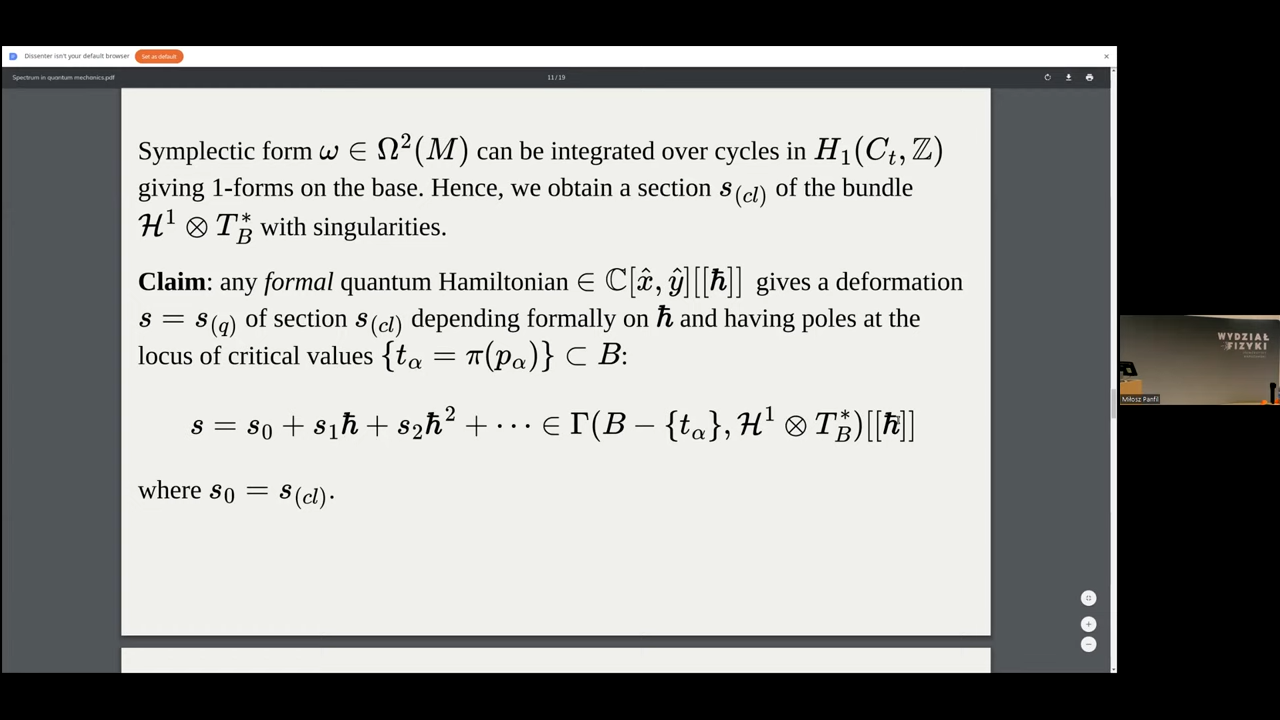 Dissenter isn't your default browser Set as default
Spectrum in quantum mechanics.pdf 11 / 19
Symplectic form ω ∈ Ω²(M) can be integrated over cycles in H₁(C_t, ℤ)
giving 1-forms on the base. Hence, we obtain a section s_(cl) of the bundle
ℋ¹ ⊗ T*_B with singularities.
Claim: any formal quantum Hamiltonian ∈ ℂ[x̂, ŷ][[ħ]] gives a deformation
s = s_(q) of section s_(cl) depending formally on ħ and having poles at the
locus of critical values {t_α = π(p_α)} ⊂ B:
s = s₀ + s₁ħ + s₂ħ² + ⋯ ∈ Γ(B − {t_α}, ℋ¹ ⊗ T*_B)[[ħ]]
where s₀ = s_(cl).
WYDZIAŁ
FIZYKI
Miłosz Panfil